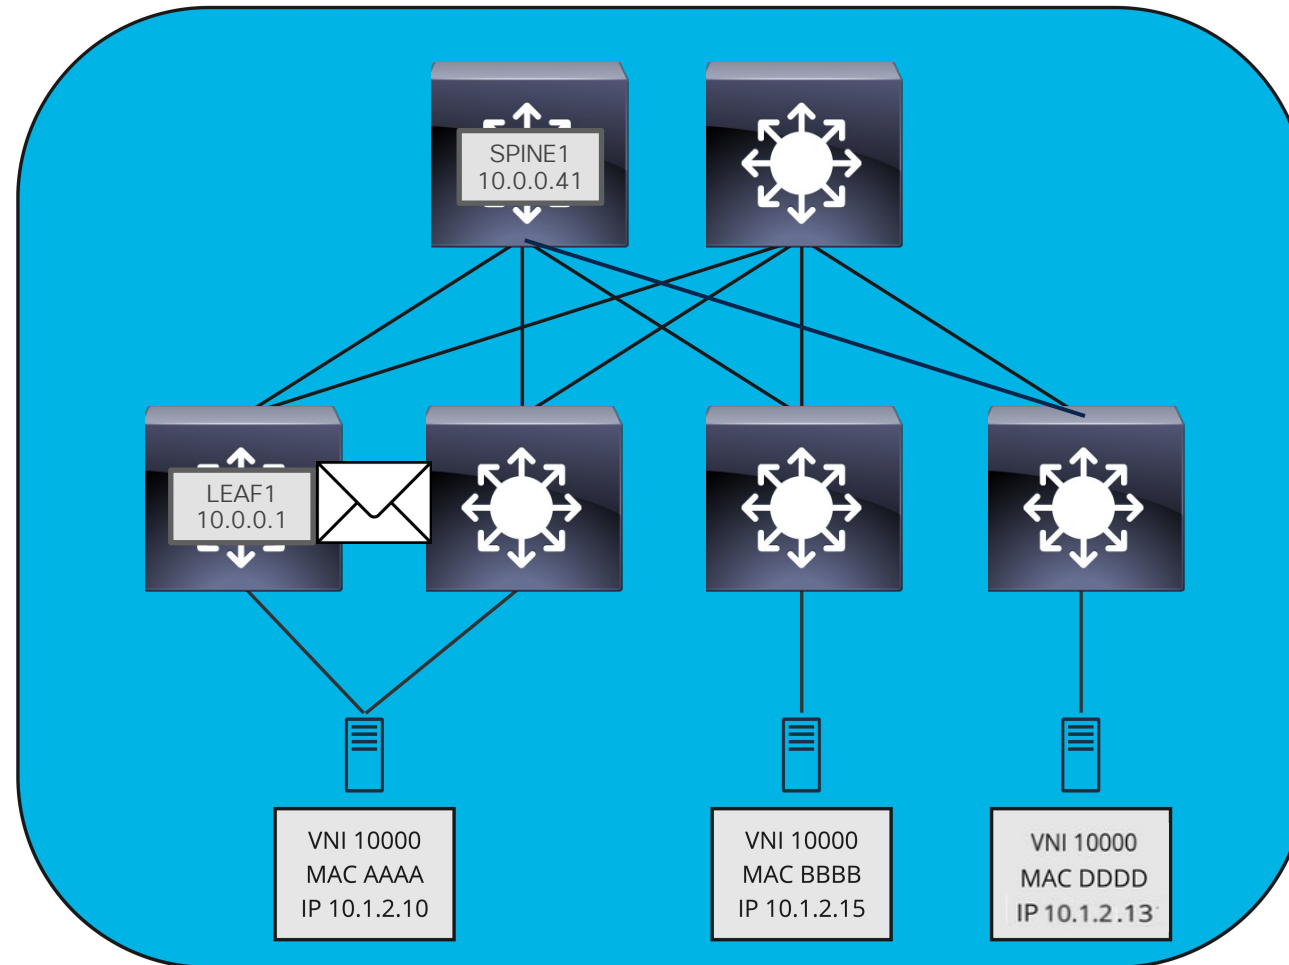 SPINE1
10.0.0.41
LEAF1
10.0.0.1
VNI 10000
MAC AAAA
IP 10.1.2.10
VNI 10000
MAC BBBB
IP 10.1.2.15
VNI 10000
MAC DDDD
IP 10.1.2.13